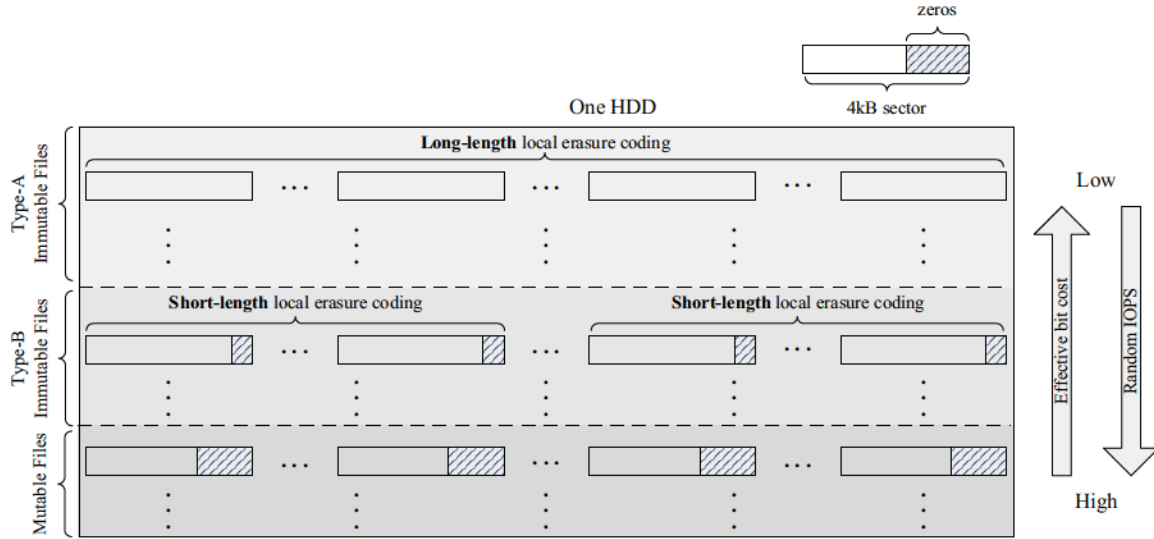 zeros
4kB sector
One HDD
Type-A
Immutable Files
Long-length local erasure coding
Low
Type-B
Immutable Files
Short-length local erasure coding
Short-length local erasure coding
Effective bit cost
Random IOPS
Mutable Files
High